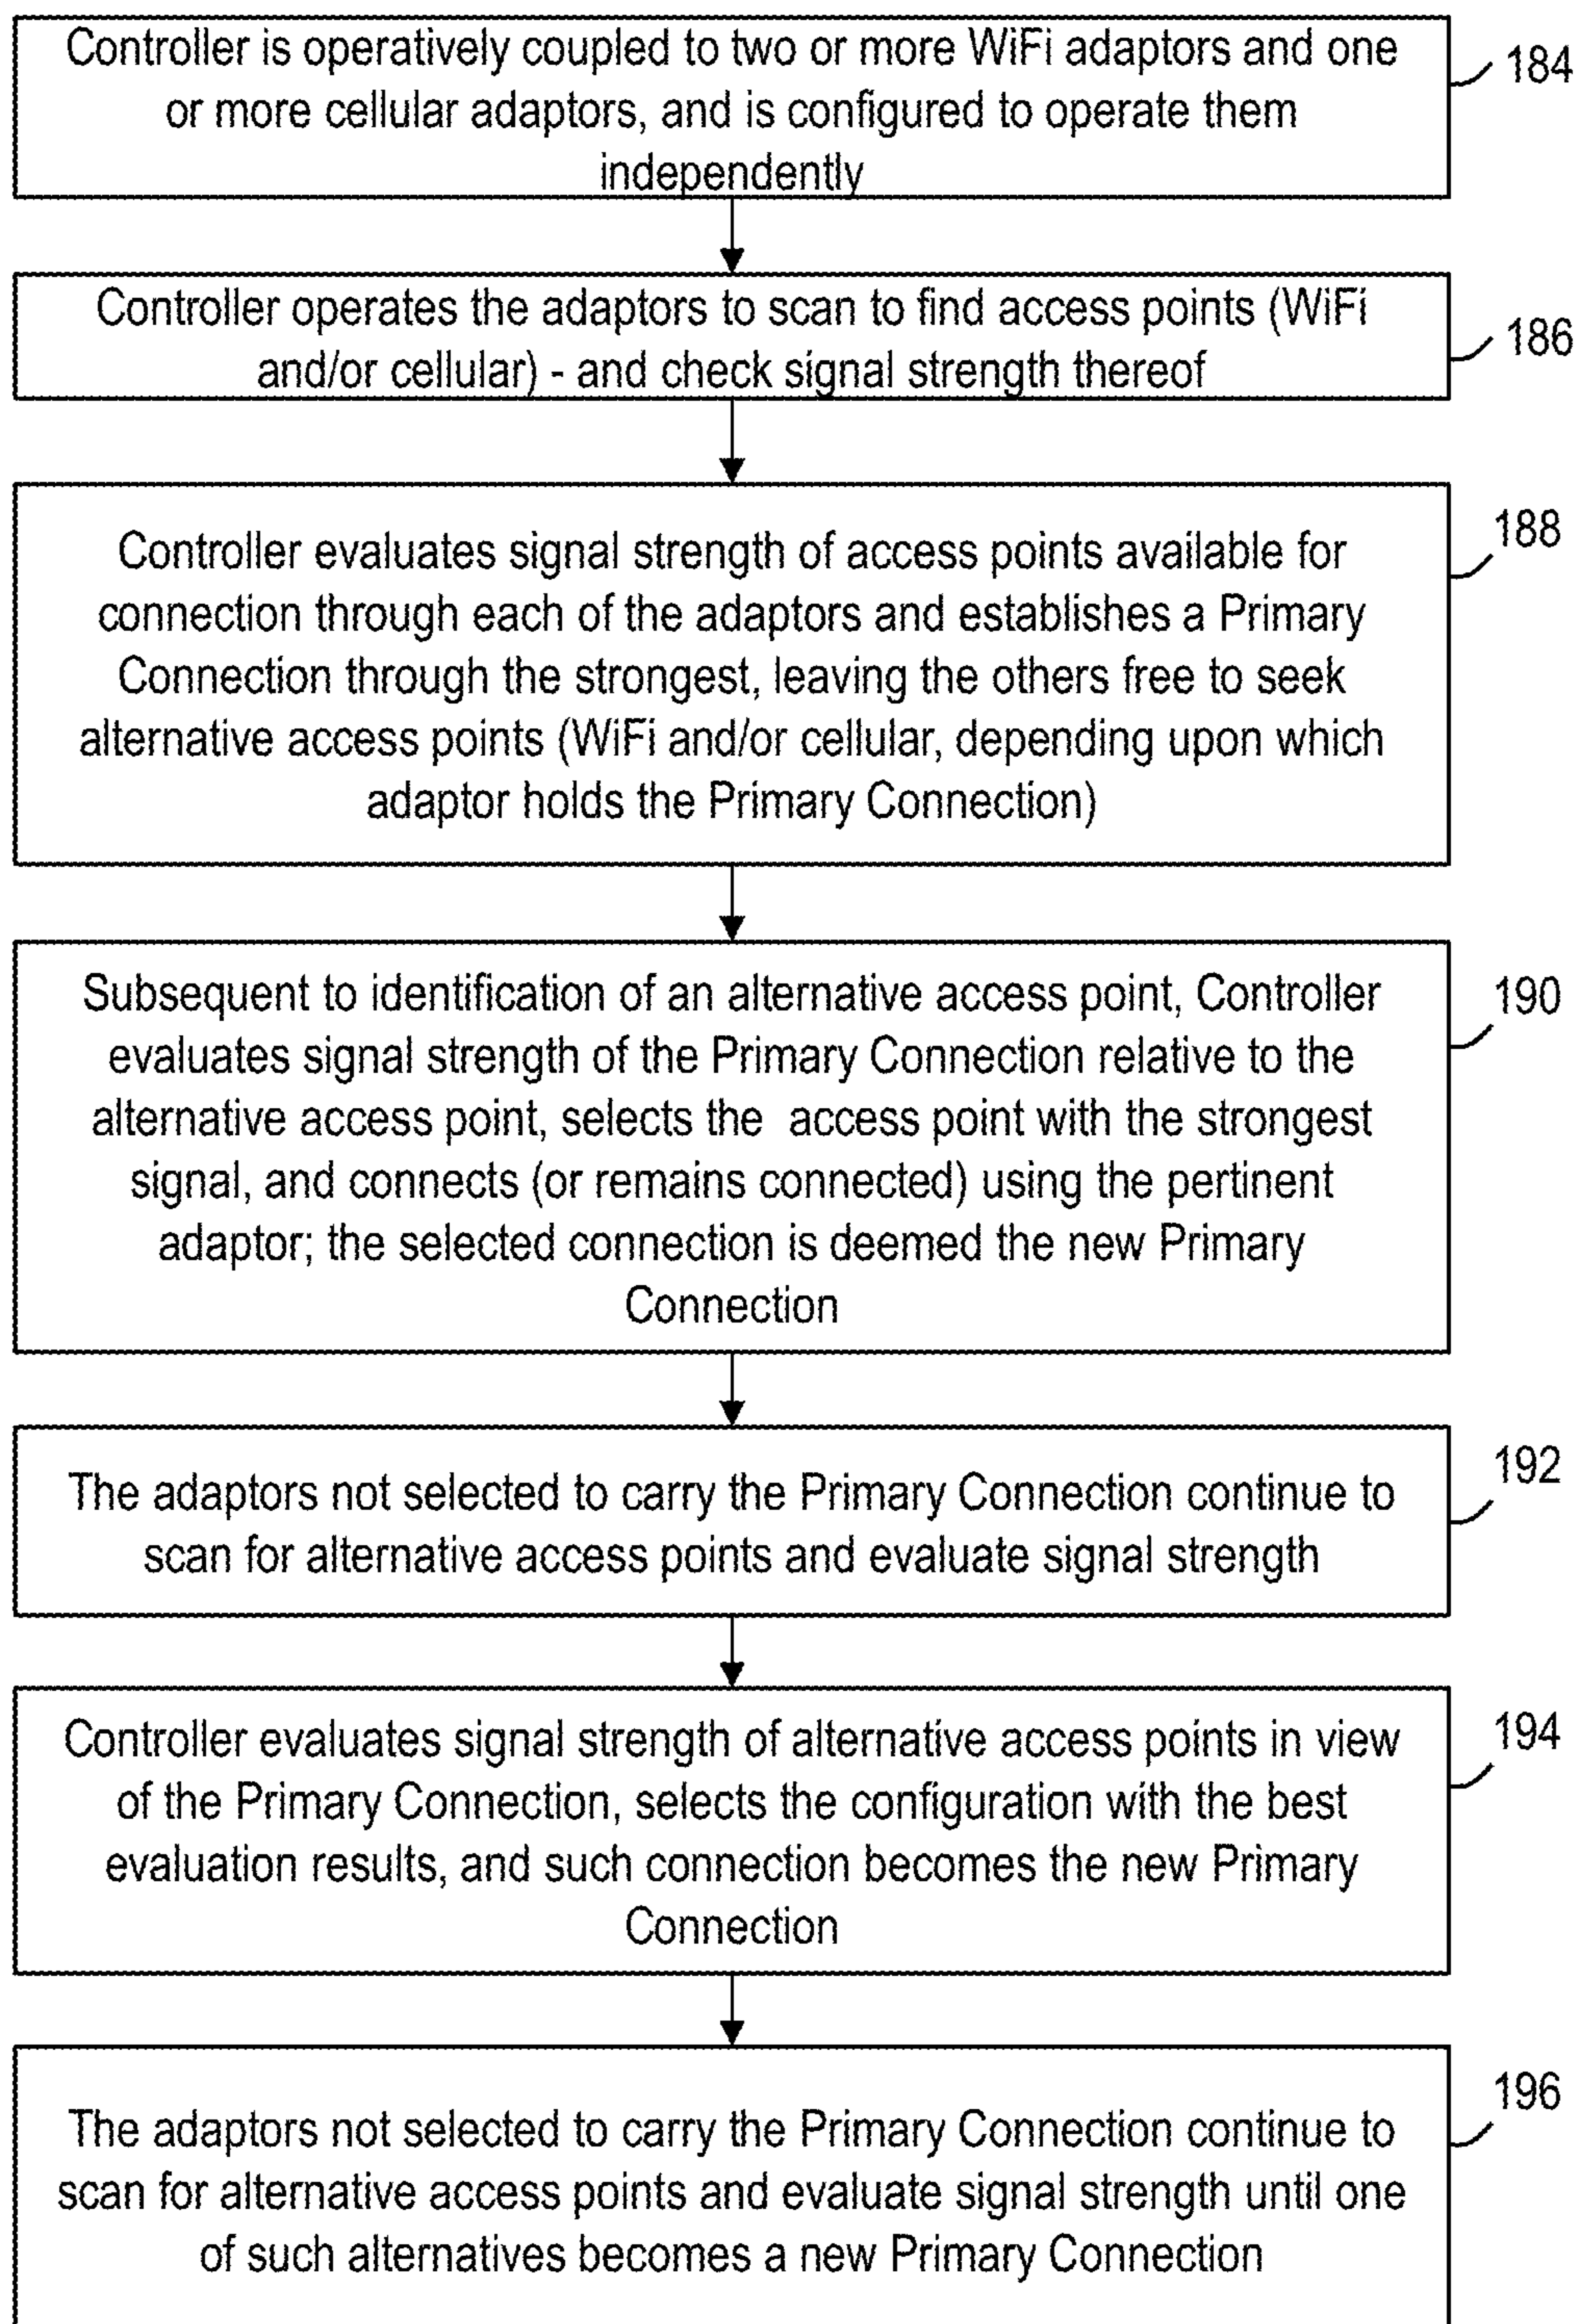 Controller is operatively coupled to two or more WiFi adaptors and one
or more cellular adaptors, and is configured to operate them
independently
184
Controller operates the adaptors to scan to find access points (WiFi
and/or cellular) - and check signal strength thereof
186
Controller evaluates signal strength of access points available for
connection through each of the adaptors and establishes a Primary
Connection through the strongest, leaving the others free to seek
alternative access points (WiFi and/or cellular, depending upon which
adaptor holds the Primary Connection)
188
Subsequent to identification of an alternative access point, Controller
evaluates signal strength of the Primary Connection relative to the
alternative access point, selects the access point with the strongest
signal, and connects (or remains connected) using the pertinent
adaptor; the selected connection is deemed the new Primary
Connection
190
The adaptors not selected to carry the Primary Connection continue to
scan for alternative access points and evaluate signal strength
192
Controller evaluates signal strength of alternative access points in view
of the Primary Connection, selects the configuration with the best
evaluation results, and such connection becomes the new Primary
Connection
194
The adaptors not selected to carry the Primary Connection continue to
scan for alternative access points and evaluate signal strength until one
of such alternatives becomes a new Primary Connection
196